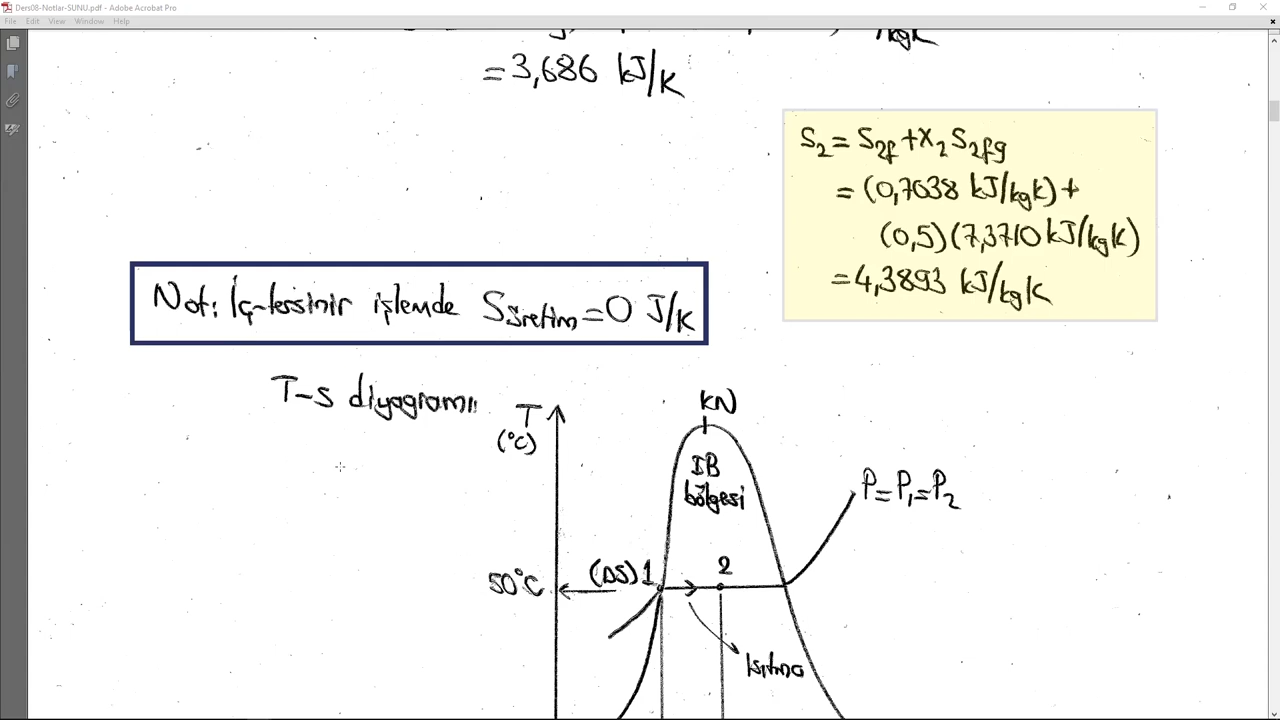 Ders08-Notlar-SUNU.pdf - Adobe Acrobat Pro
File Edit View Window Help
= 3,686 kJ/K
S₂ = S₂f + x₂ S₂fg
= (0,7038 kJ/kgK) +
(0,5)(7,3710 kJ/kgK)
= 4,3893 kJ/kgK
Not: İç-tersinir işlemde Süretim = 0 J/K
T-s diyagramı
T
(°C)
KN
IB
bölgesi
P = P₁ = P₂
50°C
(DS) 1
2
Isıtma